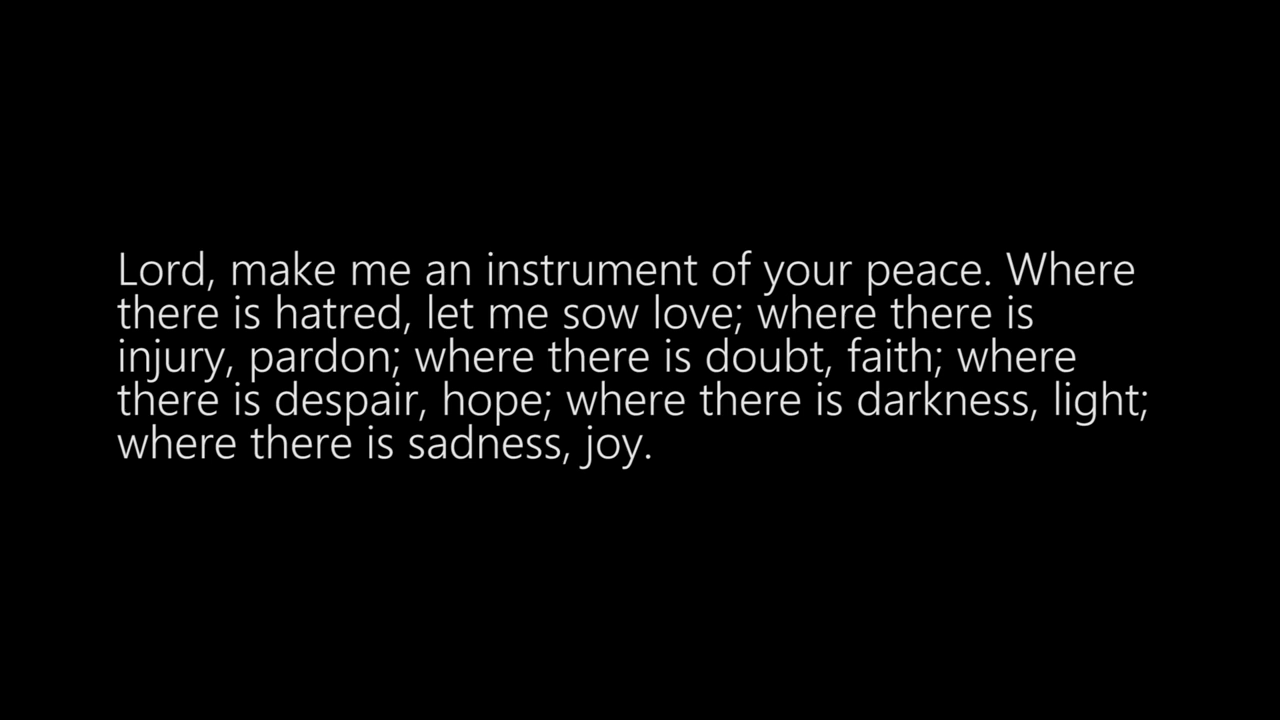 Lord, make me an instrument of your peace. Where
there is hatred, let me sow love; where there is
injury, pardon; where there is doubt, faith; where
there is despair, hope; where there is darkness, light;
where there is sadness, joy.